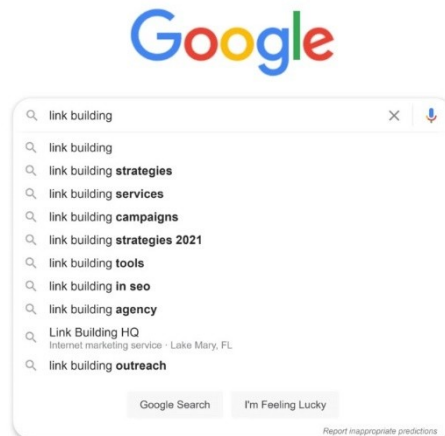 Google
link building
link building
link building strategies
link building services
link building campaigns
link building strategies 2021
link building tools
link building in seo
link building agency
Link Building HQ
Internet marketing service · Lake Mary, FL
link building outreach
Google Search I'm Feeling Lucky
Report inappropriate predictions